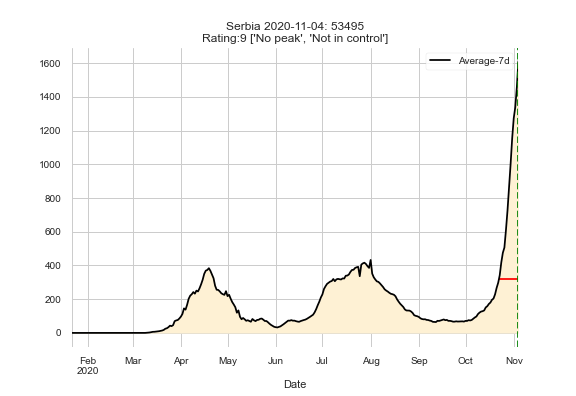 Serbia 2020-11-04: 53495
Rating:9 ['No peak', 'Not in control']
Average-7d
1600
1400
1200
1000
800
600
400
200
0
Feb Mar Apr May Jun Jul Aug Sep Oct Nov
2020
Date